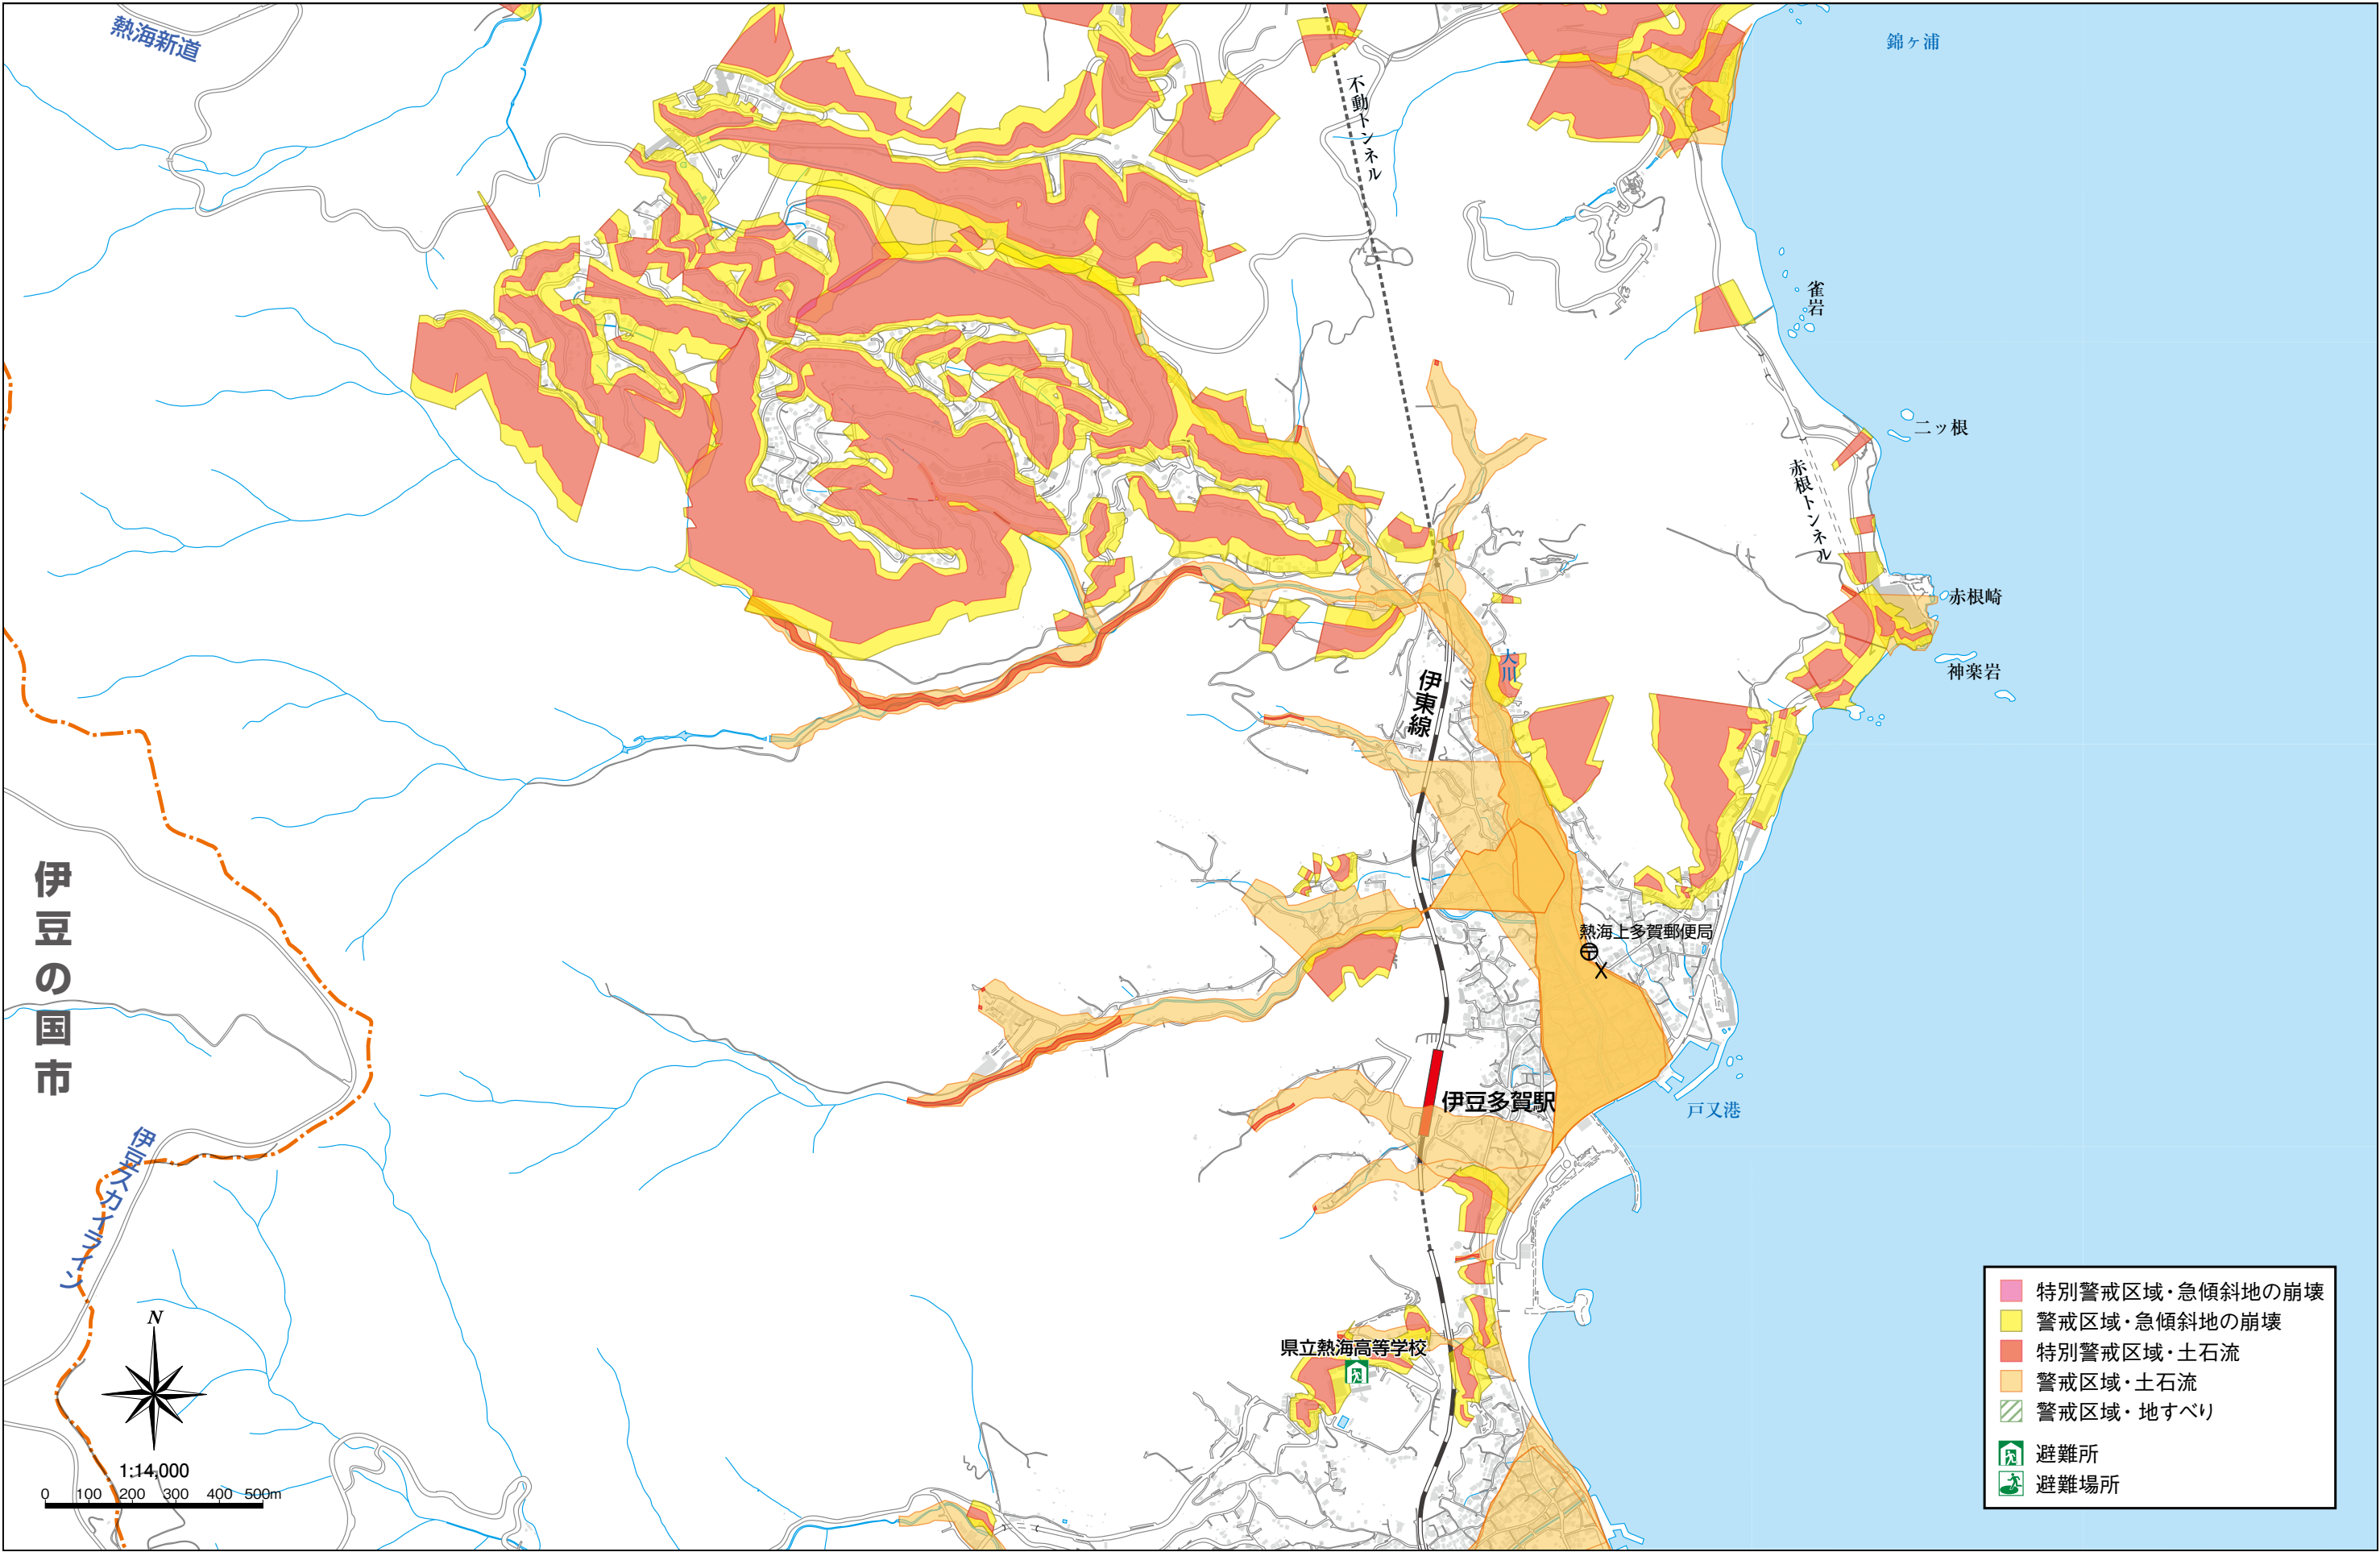 熱海新道
錦ヶ浦
不動トンネル
雀岩
二ッ根
赤根トンネル
赤根崎
神楽岩
大川
伊東線
伊豆の国市
熱海上多賀郵便局
伊豆多賀駅
戸又港
伊豆スカイライン
県立熱海高等学校
N
1:14,000
0 100 200 300 400 500m
特別警戒区域・急傾斜地の崩壊
警戒区域・急傾斜地の崩壊
特別警戒区域・土石流
警戒区域・土石流
警戒区域・地すべり
避難所
避難場所